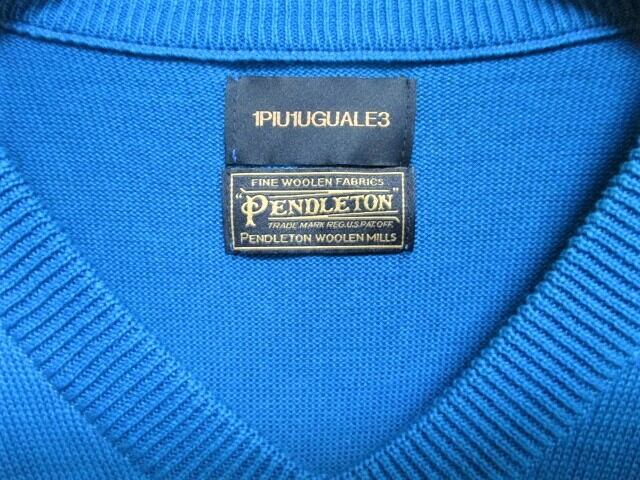 1PIU1UGUALE3
FINE WOOLEN FABRICS
"PENDLETON"
TRADE MARK REG. U.S. PAT. OFF.
PENDLETON WOOLEN MILLS